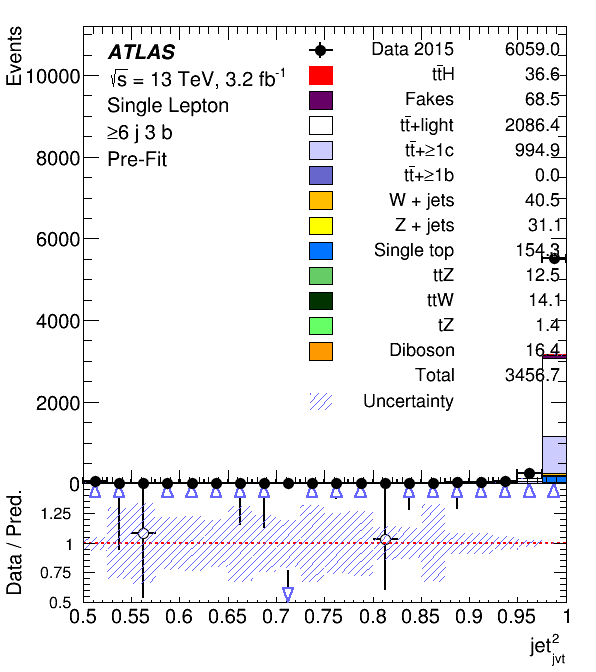 Events
10000
8000
6000
4000
2000
0
ATLAS
√s = 13 TeV, 3.2 fb⁻¹
Single Lepton
≥6 j 3 b
Pre-Fit
Data 2015 6059.0
tt̄H 36.6
Fakes 68.5
tt̄+light 2086.4
tt̄+≥1c 994.9
tt̄+≥1b 0.0
W + jets 40.5
Z + jets 31.1
Single top 154.3
ttZ 12.5
ttW 14.1
tZ 1.4
Diboson 16.4
Total 3456.7
Uncertainty
Data / Pred.
1.25
1
0.75
0.5
0.5 0.55 0.6 0.65 0.7 0.75 0.8 0.85 0.9 0.95 1
jet²jvt